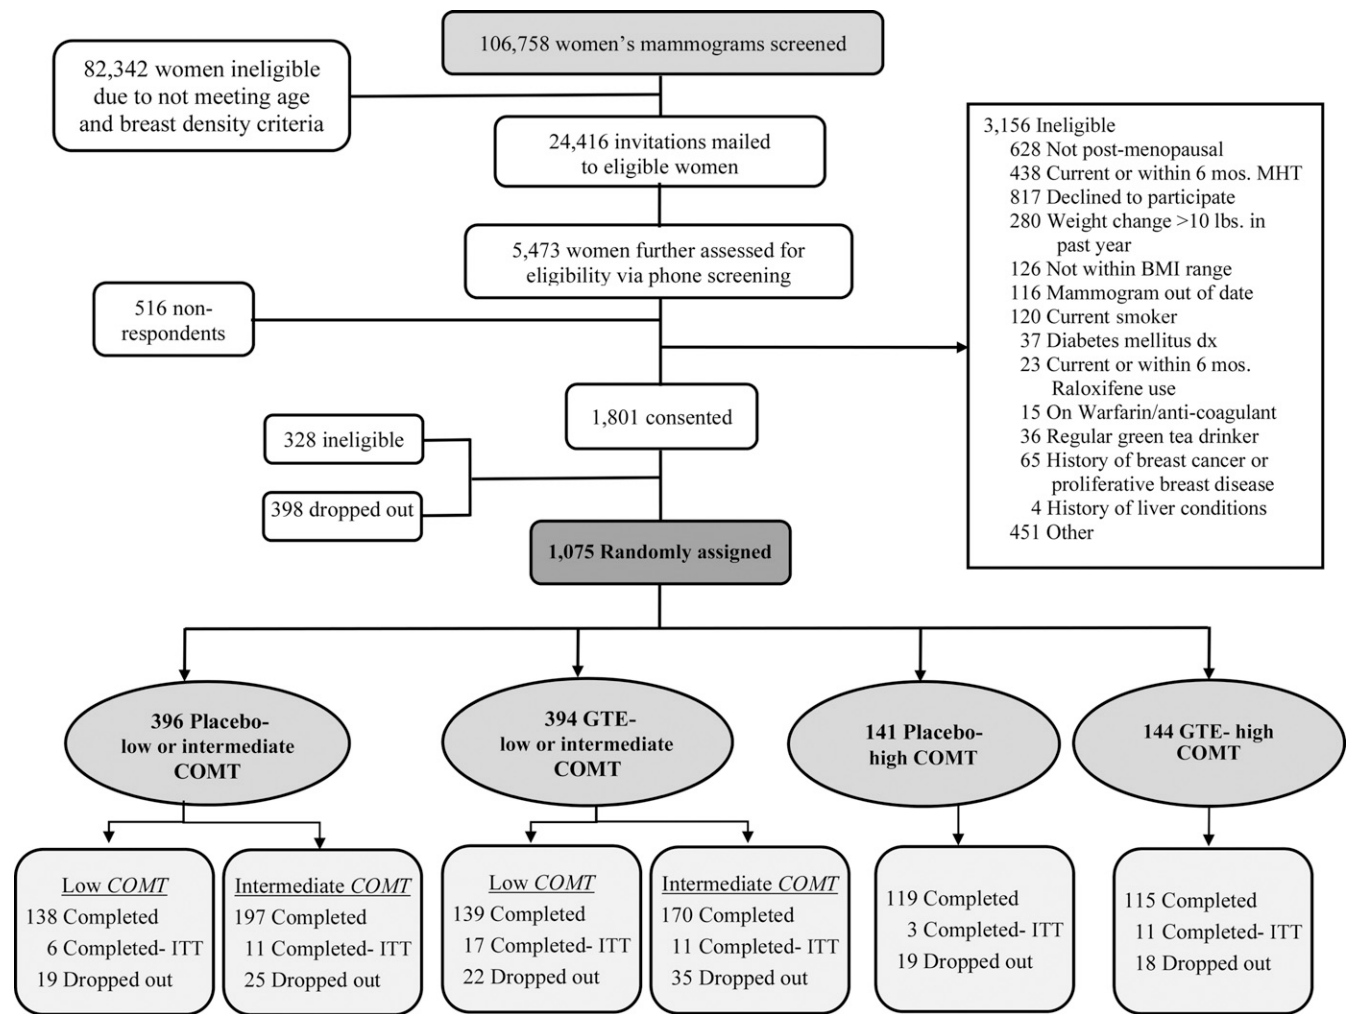 106,758 women's mammograms screened
82,342 women ineligible
due to not meeting age
and breast density criteria
24,416 invitations mailed
to eligible women
5,473 women further assessed for
eligibility via phone screening
516 non-
respondents
3,156 Ineligible
628 Not post-menopausal
438 Current or within 6 mos. MHT
817 Declined to participate
280 Weight change >10 lbs. in
past year
126 Not within BMI range
116 Mammogram out of date
120 Current smoker
37 Diabetes mellitus dx
23 Current or within 6 mos.
Raloxifene use
15 On Warfarin/anti-coagulant
36 Regular green tea drinker
65 History of breast cancer or
proliferative breast disease
4 History of liver conditions
451 Other
1,801 consented
328 ineligible
398 dropped out
1,075 Randomly assigned
396 Placebo-
low or intermediate
COMT
394 GTE-
low or intermediate
COMT
141 Placebo-
high COMT
144 GTE- high
COMT
Low COMT
138 Completed
6 Completed- ITT
19 Dropped out
Intermediate COMT
197 Completed
11 Completed- ITT
25 Dropped out
Low COMT
139 Completed
17 Completed- ITT
22 Dropped out
Intermediate COMT
170 Completed
11 Completed- ITT
35 Dropped out
119 Completed
3 Completed- ITT
19 Dropped out
115 Completed
11 Completed- ITT
18 Dropped out